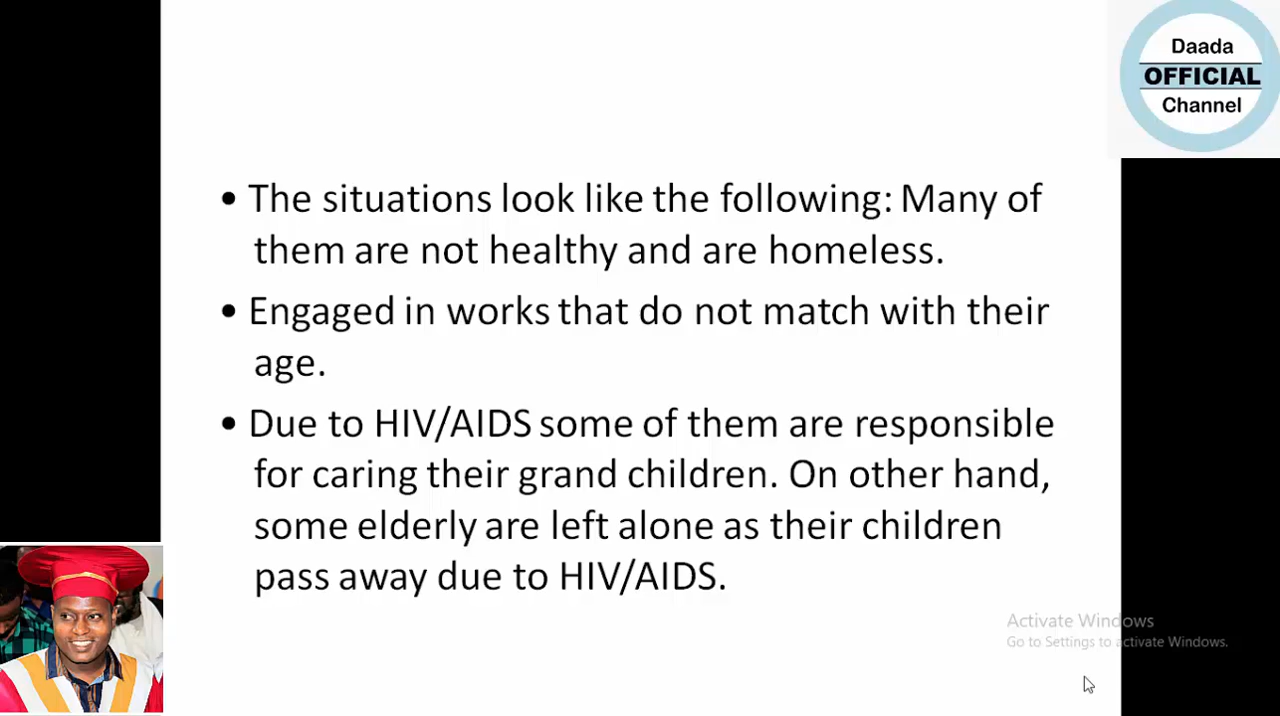 Daada
OFFICIAL
Channel
• The situations look like the following: Many of
them are not healthy and are homeless.
• Engaged in works that do not match with their
age.
• Due to HIV/AIDS some of them are responsible
for caring their grand children. On other hand,
some elderly are left alone as their children
pass away due to HIV/AIDS.
Activate Windows
Go to Settings to activate Windows.